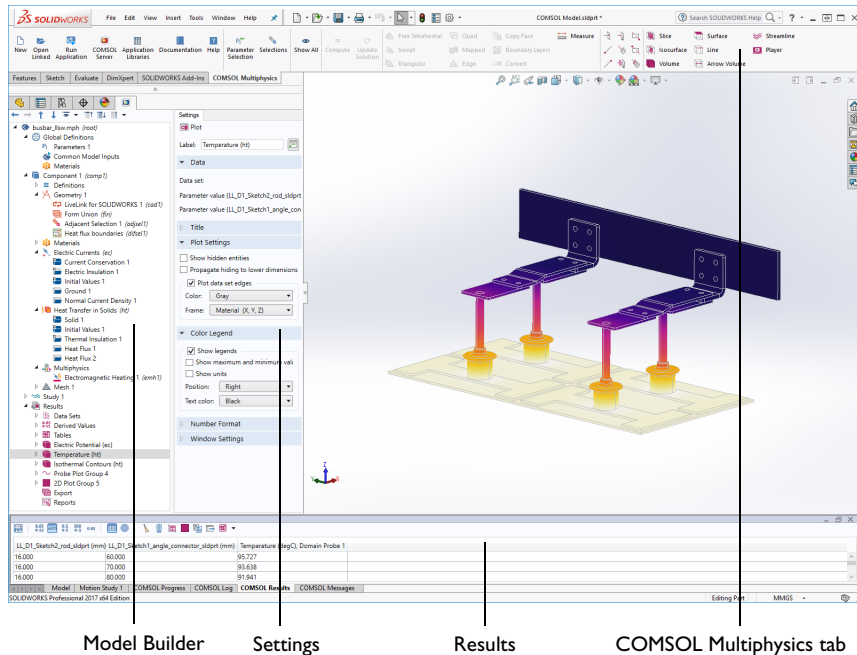 SOLIDWORKS File Edit View Insert Tools Window Help COMSOL Model.sldprt * Search SOLIDWORKS Help ?
New Open Linked Run Application COMSOL Server Application Libraries Documentation Help Parameter Selection Selections Show All Compute Update Solution
Free Tetrahedral Quad Copy Face Measure Slice Surface Streamline
Swept Mapped Boundary Layers Isosurface Line Player
Triangular Edge Convert Volume Arrow Volume
Features Sketch Evaluate DimXpert SOLIDWORKS Add-Ins COMSOL Multiphysics
busbar_llsw.mph (root)
Global Definitions
Pi Parameters 1
Common Model Inputs
Materials
Component 1 (comp1)
Definitions
Geometry 1
LiveLink for SOLIDWORKS 1 (cad1)
Form Union (fin)
Adjacent Selection 1 (adjsel1)
Heat flux boundaries (difsel1)
Materials
Electric Currents (ec)
Current Conservation 1
Electric Insulation 1
Initial Values 1
Ground 1
Normal Current Density 1
Heat Transfer in Solids (ht)
Solid 1
Initial Values 1
Thermal Insulation 1
Heat Flux 1
Heat Flux 2
Multiphysics
Electromagnetic Heating 1 (emh1)
Mesh 1
Study 1
Results
Data Sets
Derived Values
Tables
Electric Potential (ec)
Temperature (ht)
Isothermal Contours (ht)
Probe Plot Group 4
2D Plot Group 5
Export
Reports
Settings
Plot
Label: Temperature (ht)
Data
Data set:
Parameter value (LL_D1_Sketch2_rod_sldprt
Parameter value (LL_D1_Sketch1_angle_con
Title
Plot Settings
Show hidden entities
Propagate hiding to lower dimensions
Plot data set edges
Color: Gray
Frame: Material (X, Y, Z)
Color Legend
Show legends
Show maximum and minimum valu
Show units
Position: Right
Text color: Black
Number Format
Window Settings
Z
Y X
LL_D1_Sketch2_rod_sldprt (mm) LL_D1_Sketch1_angle_connector_sldprt (mm) Temperature (degC), Domain Probe 1
16.000 60.000 95.727
16.000 70.000 93.638
16.000 80.000 91.941
Model Motion Study 1 COMSOL Progress COMSOL Log COMSOL Results COMSOL Messages
SOLIDWORKS Professional 2017 x64 Edition Editing Part MMGS
Model Builder Settings Results COMSOL Multiphysics tab